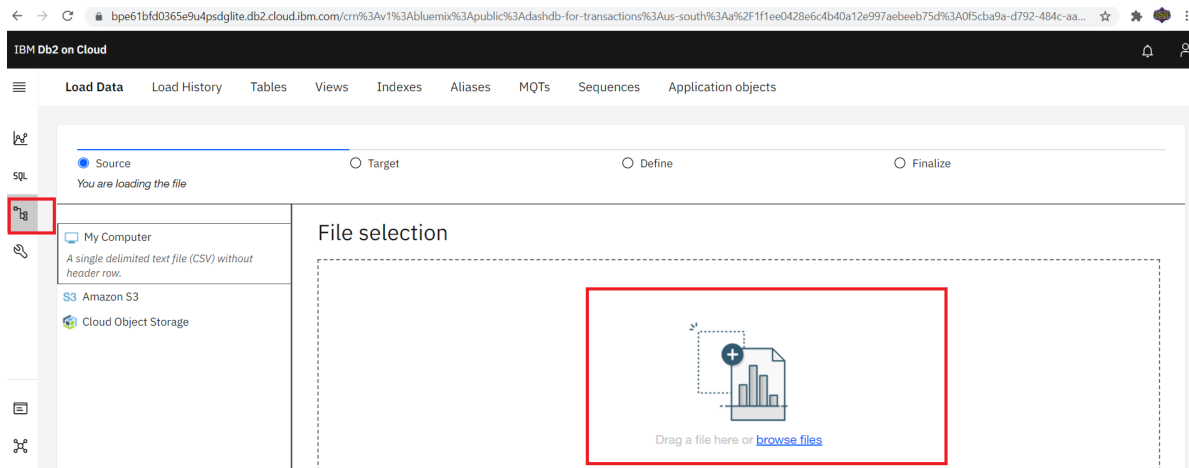 bpe61bfd0365e9u4psdglite.db2.cloud.ibm.com/crn%3Av1%3Abluemix%3Apublic%3Adashdb-for-transactions%3Aus-south%3Aa%2F1f1ee0428e6c4b40a12e997aebeeb75d%3A0f5cba9a-d792-484c-aa...
IBM Db2 on Cloud
Load Data Load History Tables Views Indexes Aliases MQTs Sequences Application objects
Source Target Define Finalize
You are loading the file
SQL
My Computer
A single delimited text file (CSV) without
header row.
S3 Amazon S3
Cloud Object Storage
File selection
Drag a file here or browse files